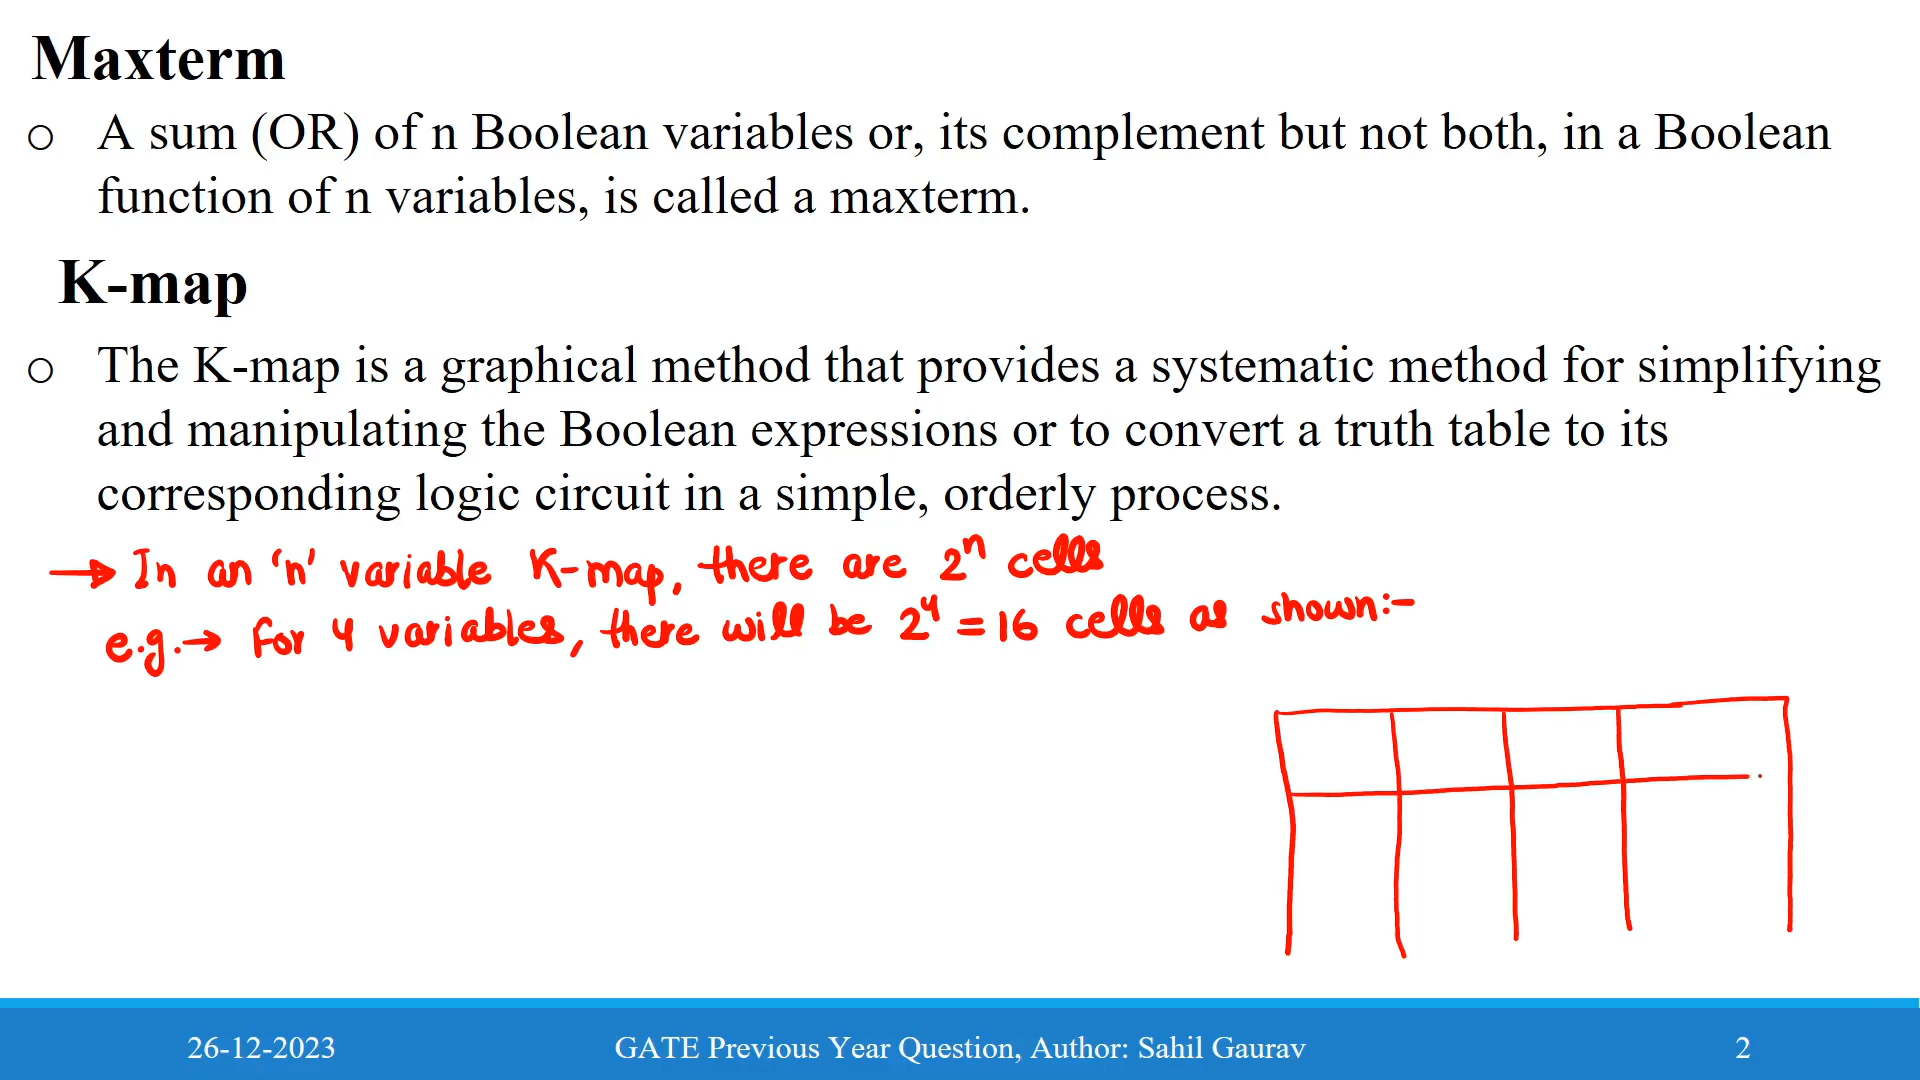 Maxterm
○ A sum (OR) of n Boolean variables or, its complement but not both, in a Boolean
function of n variables, is called a maxterm.
K-map
○ The K-map is a graphical method that provides a systematic method for simplifying
and manipulating the Boolean expressions or to convert a truth table to its
corresponding logic circuit in a simple, orderly process.
→ In an 'n' variable K-map, there are 2ⁿ cells
e.g.→ For 4 variables, there will be 2⁴ = 16 cells as shown:-
26-12-2023 GATE Previous Year Question, Author: Sahil Gaurav 2